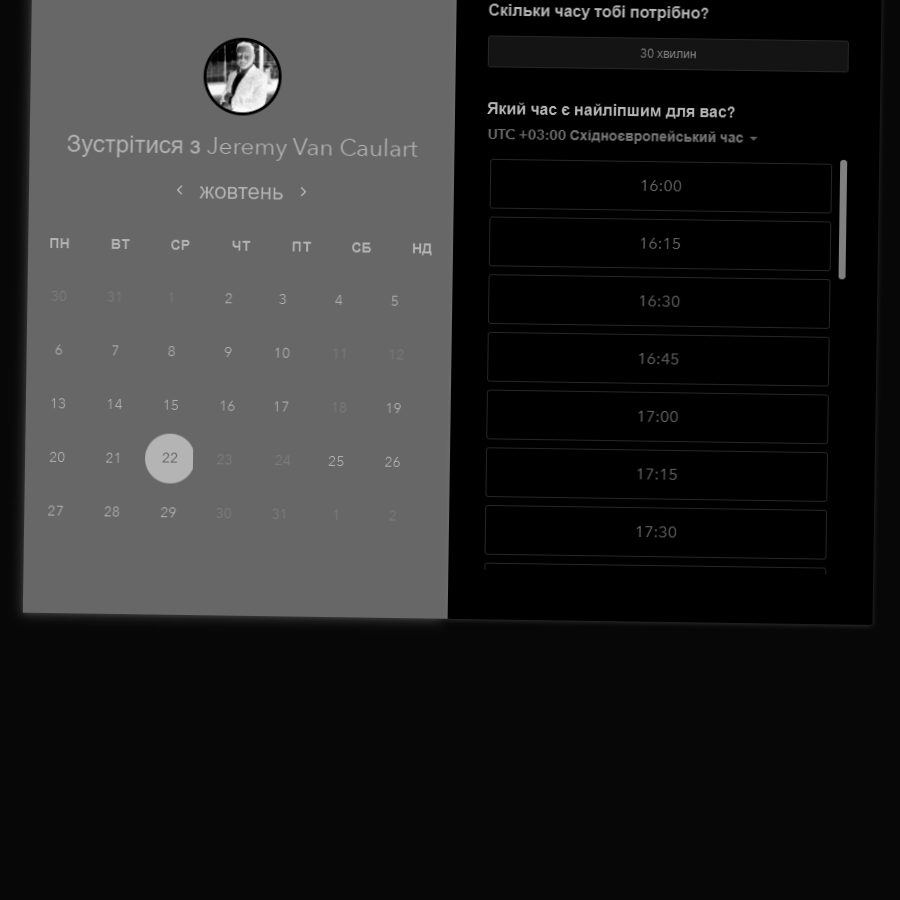 Зустрітися з Jeremy Van Caulart
жовтень
ПН ВТ СР ЧТ ПТ СБ НД
30 31 1 2 3 4 5
6 7 8 9 10 11 12
13 14 15 16 17 18 19
20 21 22 23 24 25 26
27 28 29 30 31 1 2
Скільки часу тобі потрібно?
30 хвилин
Який час є найліпшим для вас?
UTC +03:00 Східноєвропейський час
16:00
16:15
16:30
16:45
17:00
17:15
17:30